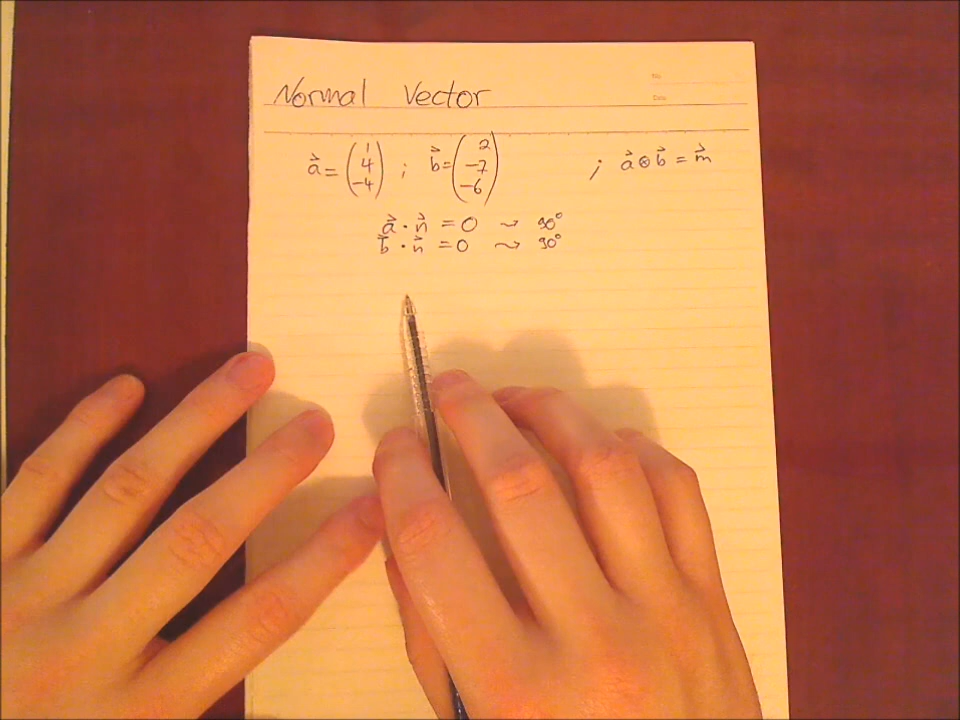 No.
Date
Normal Vector
a⃗ = (1 4 -4) ; b⃗ = (2 -7 -6) ; a⃗ ⊗ b⃗ = m⃗
a⃗ · n⃗ = 0 ⤳ 90°
b⃗ · n⃗ = 0 ⤳ 90°